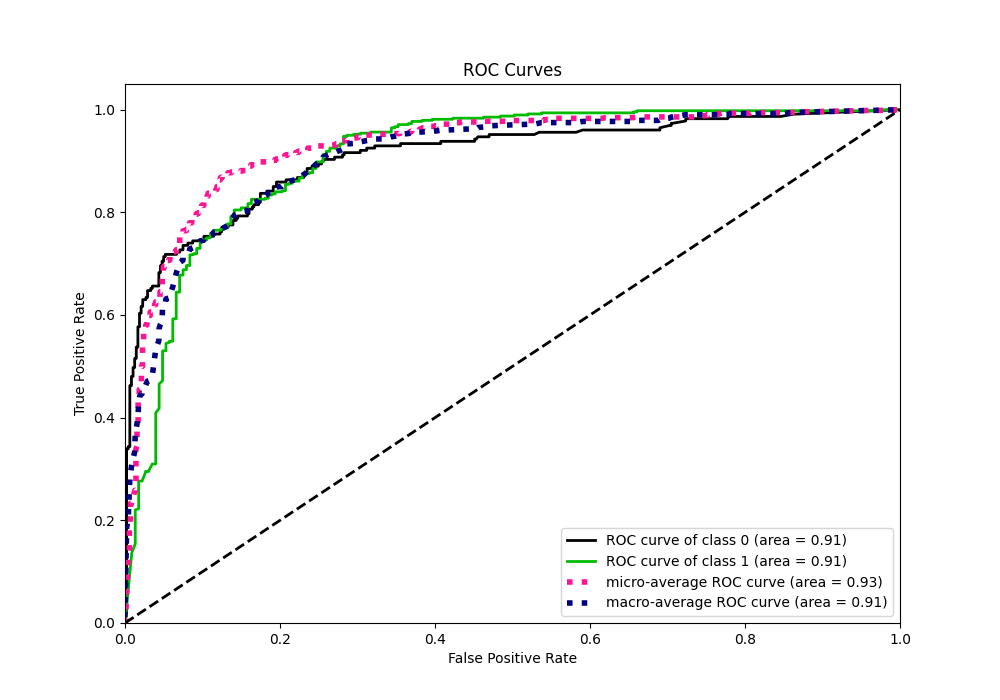 ROC Curves
True Positive Rate
1.0
0.8
0.6
0.4
0.2
0.0
0.0 0.2 0.4 0.6 0.8 1.0
False Positive Rate
ROC curve of class 0 (area = 0.91)
ROC curve of class 1 (area = 0.91)
micro-average ROC curve (area = 0.93)
macro-average ROC curve (area = 0.91)